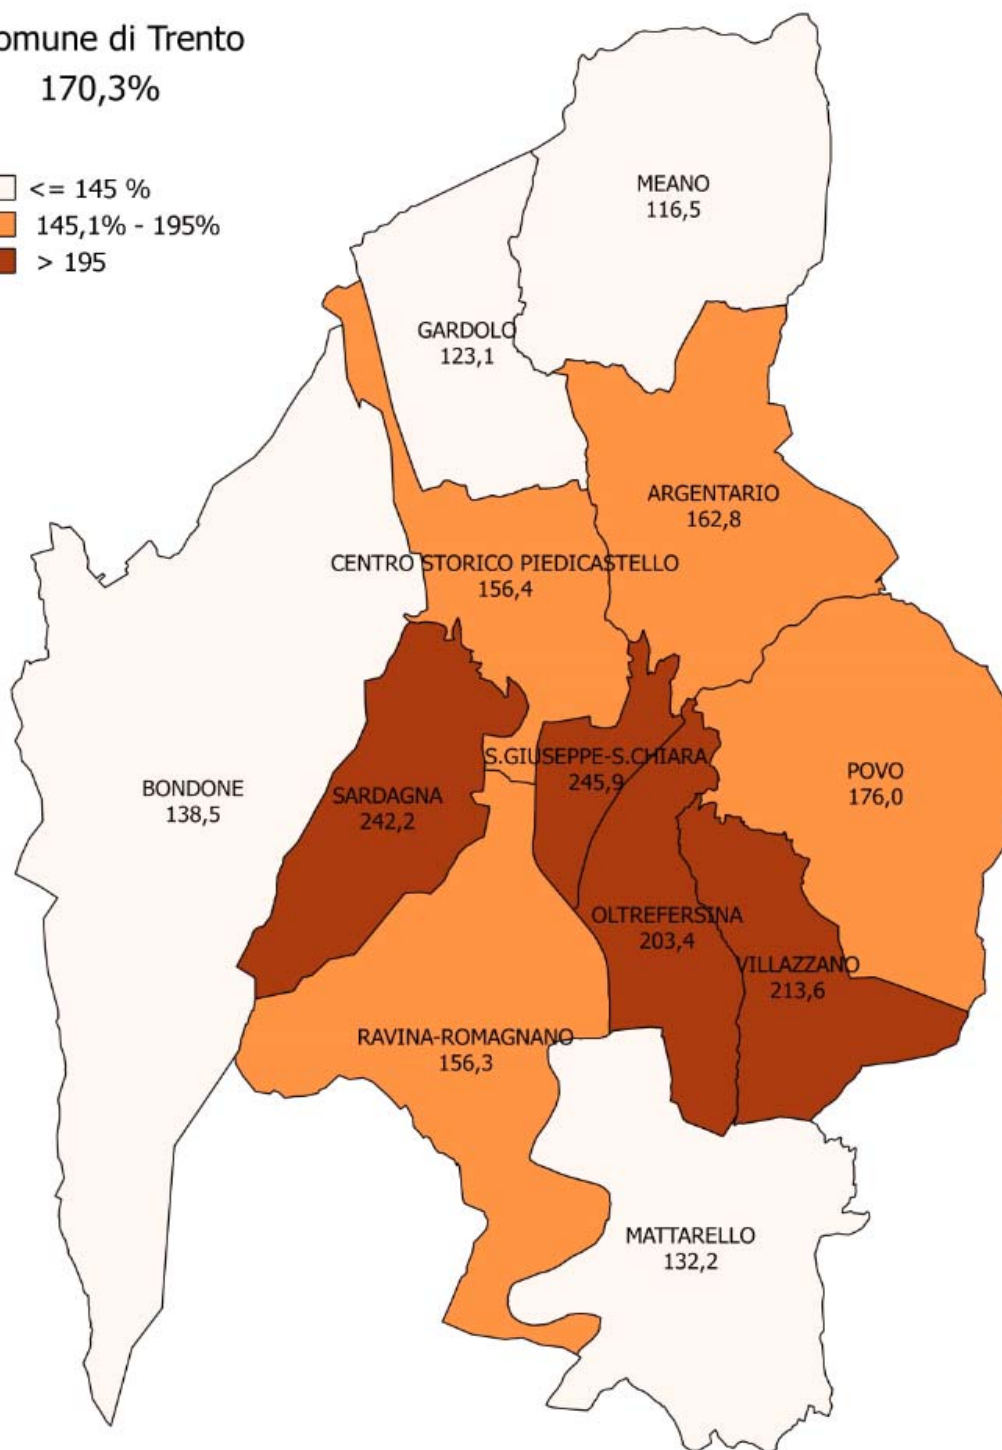 omune di Trento
170,3%
<= 145 %
145,1% - 195%
> 195
MEANO
116,5
GARDOLO
123,1
ARGENTARIO
162,8
CENTRO STORICO PIEDICASTELLO
156,4
S.GIUSEPPE-S.CHIARA
245,9
POVO
176,0
BONDONE
138,5
SARDAGNA
242,2
OLTREFERSINA
203,4
VILLAZZANO
213,6
RAVINA-ROMAGNANO
156,3
MATTARELLO
132,2